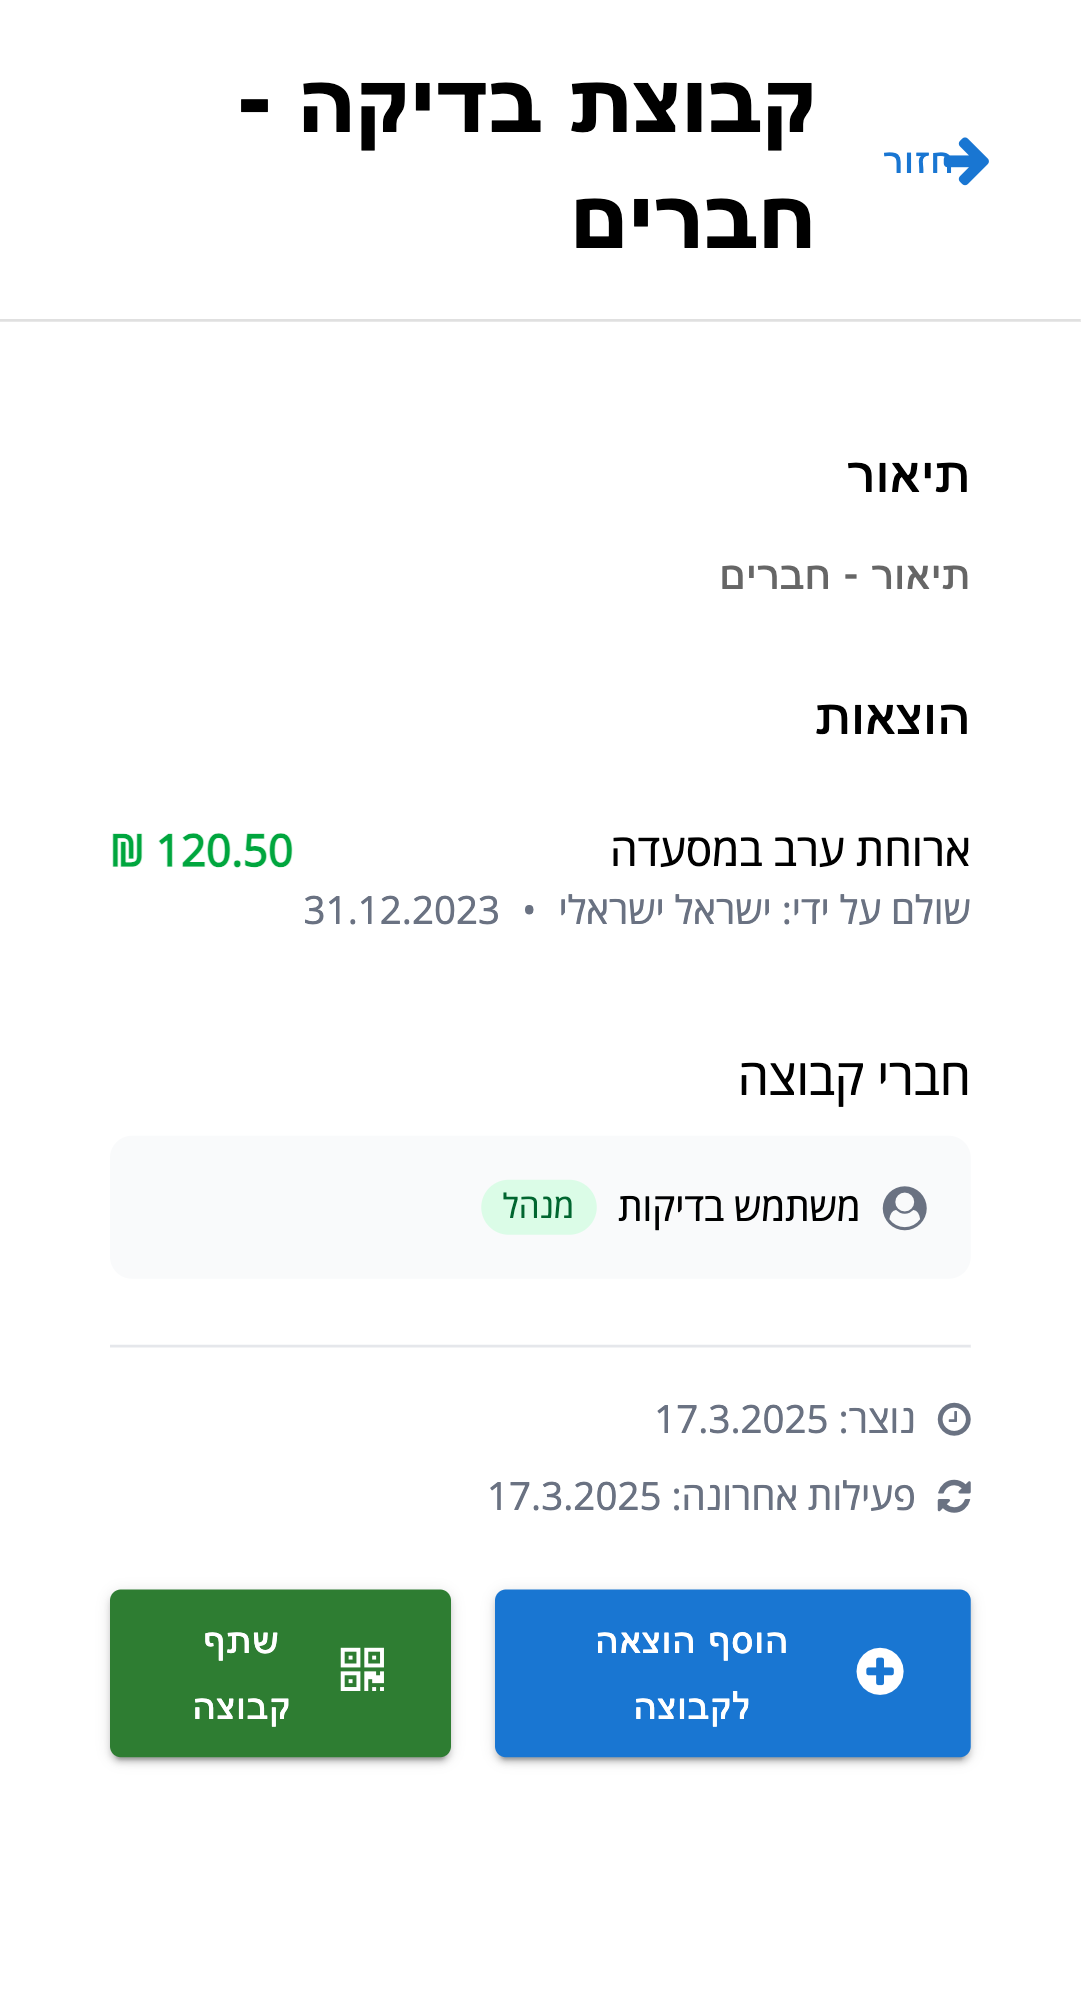 חזור
קבוצת בדיקה -
חברים
תיאור
תיאור - חברים
הוצאות
ארוחת ערב במסעדה
120.50 ₪
שולם על ידי: ישראל ישראלי • 31.12.2023
חברי קבוצה
משתמש בדיקות מנהל
נוצר: 17.3.2025
פעילות אחרונה: 17.3.2025
הוסף הוצאה
לקבוצה
שתף
קבוצה